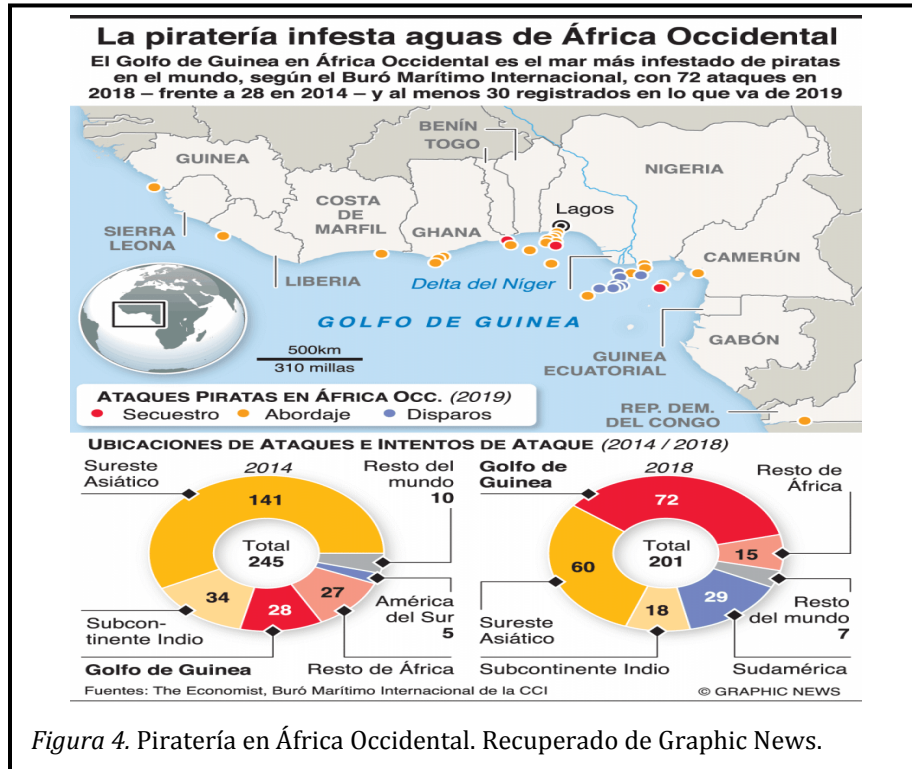 La piratería infesta aguas de África Occidental
El Golfo de Guinea en África Occidental es el mar más infestado de piratas
en el mundo, según el Buró Marítimo Internacional, con 72 ataques en
2018 – frente a 28 en 2014 – y al menos 30 registrados en lo que va de 2019
BENÍN
TOGO
GUINEA
NIGERIA
COSTA
DE
MARFIL
Lagos
SIERRA
LEONA
GHANA
CAMERÚN
LIBERIA
Delta del Níger
GOLFO DE GUINEA
GABÓN
500km
310 millas
GUINEA
ECUATORIAL
ATAQUES PIRATAS EN ÁFRICA OCC. (2019)
Secuestro Abordaje Disparos
REP. DEM.
DEL CONGO
UBICACIONES DE ATAQUES E INTENTOS DE ATAQUE (2014 / 2018)
Sureste
Asiático
2014
Resto del
mundo
10
141
Total
245
34
28
27
América
del Sur
5
Subcon-
tinente Indio
Golfo de Guinea
Resto de África
Golfo de
Guinea
2018
Resto de
África
72
Total
201
15
60
18
29
Resto
del mundo
7
Sureste
Asiático
Subcontinente Indio
Sudamérica
Fuentes: The Economist, Buró Marítimo Internacional de la CCI
© GRAPHIC NEWS
Figura 4. Piratería en África Occidental. Recuperado de Graphic News.